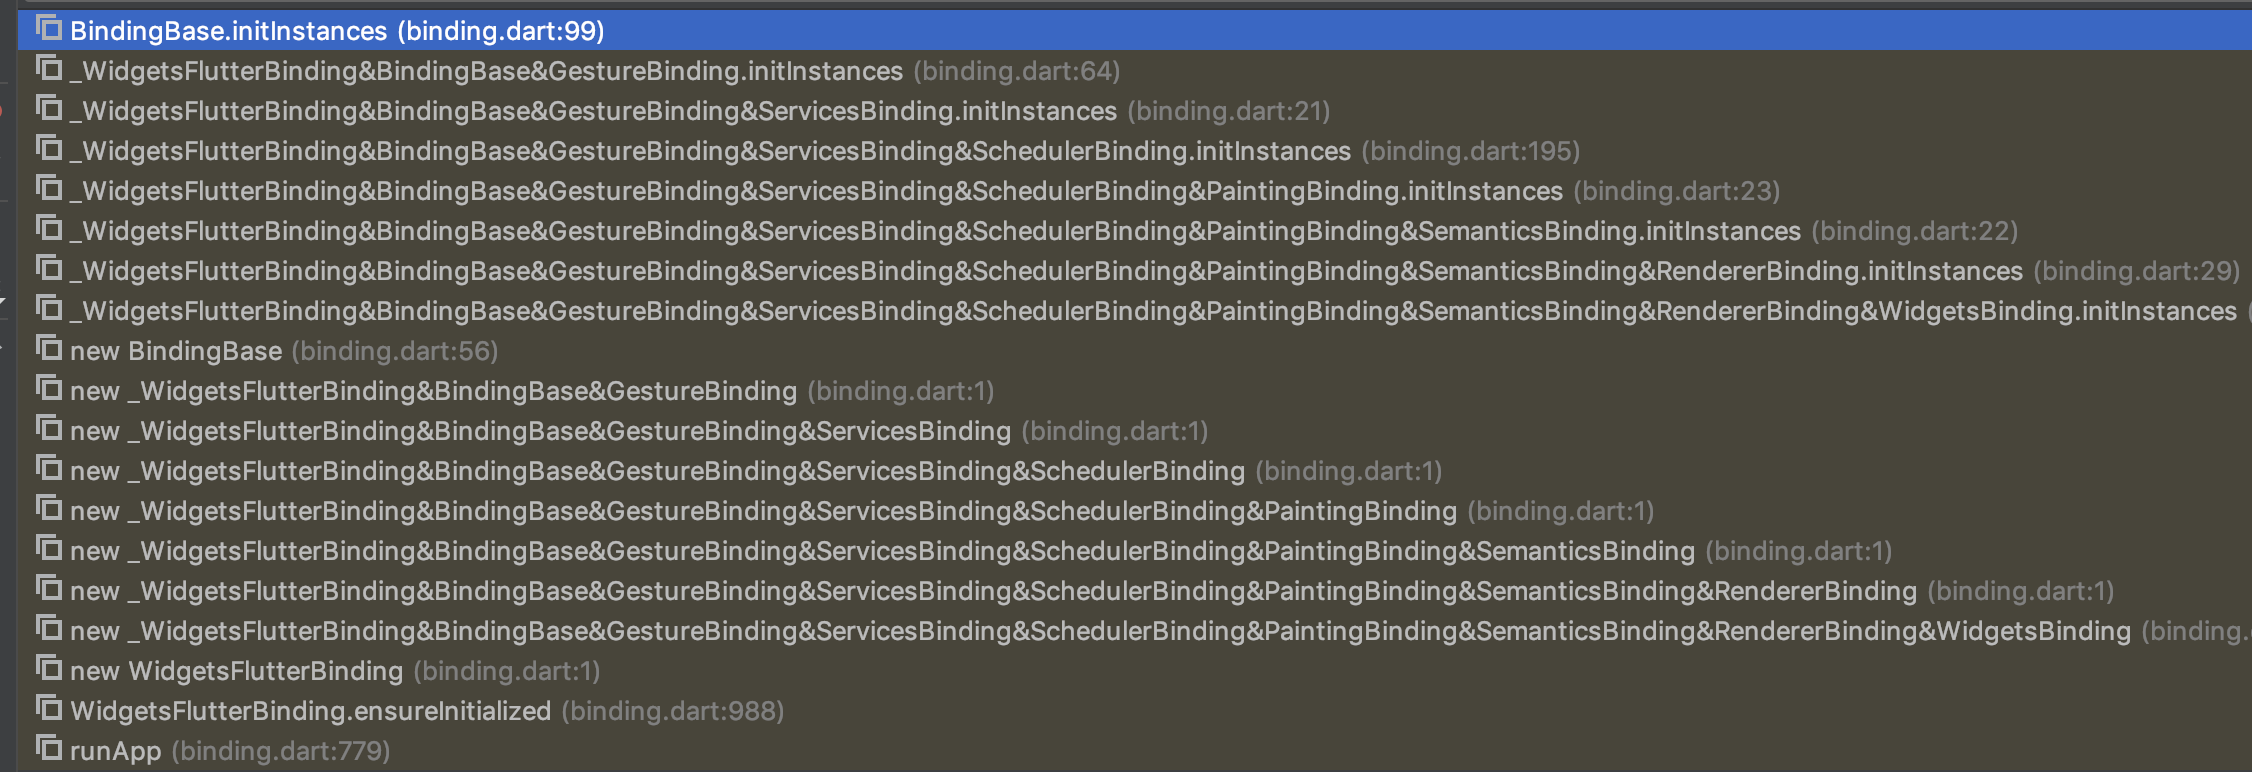 BindingBase.initInstances (binding.dart:99)
_WidgetsFlutterBinding&BindingBase&GestureBinding.initInstances (binding.dart:64)
_WidgetsFlutterBinding&BindingBase&GestureBinding&ServicesBinding.initInstances (binding.dart:21)
_WidgetsFlutterBinding&BindingBase&GestureBinding&ServicesBinding&SchedulerBinding.initInstances (binding.dart:195)
_WidgetsFlutterBinding&BindingBase&GestureBinding&ServicesBinding&SchedulerBinding&PaintingBinding.initInstances (binding.dart:23)
_WidgetsFlutterBinding&BindingBase&GestureBinding&ServicesBinding&SchedulerBinding&PaintingBinding&SemanticsBinding.initInstances (binding.dart:22)
_WidgetsFlutterBinding&BindingBase&GestureBinding&ServicesBinding&SchedulerBinding&PaintingBinding&SemanticsBinding&RendererBinding.initInstances (binding.dart:29)
_WidgetsFlutterBinding&BindingBase&GestureBinding&ServicesBinding&SchedulerBinding&PaintingBinding&SemanticsBinding&RendererBinding&WidgetsBinding.initInstances (
new BindingBase (binding.dart:56)
new _WidgetsFlutterBinding&BindingBase&GestureBinding (binding.dart:1)
new _WidgetsFlutterBinding&BindingBase&GestureBinding&ServicesBinding (binding.dart:1)
new _WidgetsFlutterBinding&BindingBase&GestureBinding&ServicesBinding&SchedulerBinding (binding.dart:1)
new _WidgetsFlutterBinding&BindingBase&GestureBinding&ServicesBinding&SchedulerBinding&PaintingBinding (binding.dart:1)
new _WidgetsFlutterBinding&BindingBase&GestureBinding&ServicesBinding&SchedulerBinding&PaintingBinding&SemanticsBinding (binding.dart:1)
new _WidgetsFlutterBinding&BindingBase&GestureBinding&ServicesBinding&SchedulerBinding&PaintingBinding&SemanticsBinding&RendererBinding (binding.dart:1)
new _WidgetsFlutterBinding&BindingBase&GestureBinding&ServicesBinding&SchedulerBinding&PaintingBinding&SemanticsBinding&RendererBinding&WidgetsBinding (binding.
new WidgetsFlutterBinding (binding.dart:1)
WidgetsFlutterBinding.ensureInitialized (binding.dart:988)
runApp (binding.dart:779)